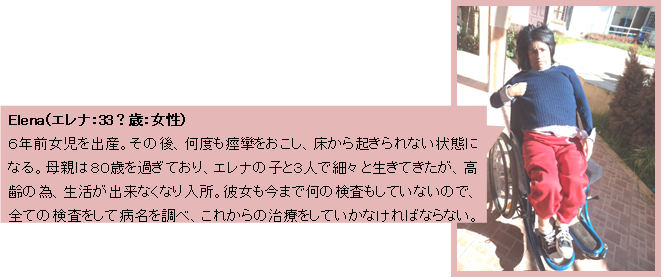 Elena(エレナ:33？歳:女性)
6年前女児を出産。その後、何度も痙攣をおこし、床から起きられない状態に
なる。母親は80歳を過ぎており、エレナの子と3人で細々と生きてきたが、高
齢の為、生活が出来なくなり入所。彼女も今まで何の検査もしていないので、
全ての検査をして病名を調べ、これからの治療をしていかなければならない。